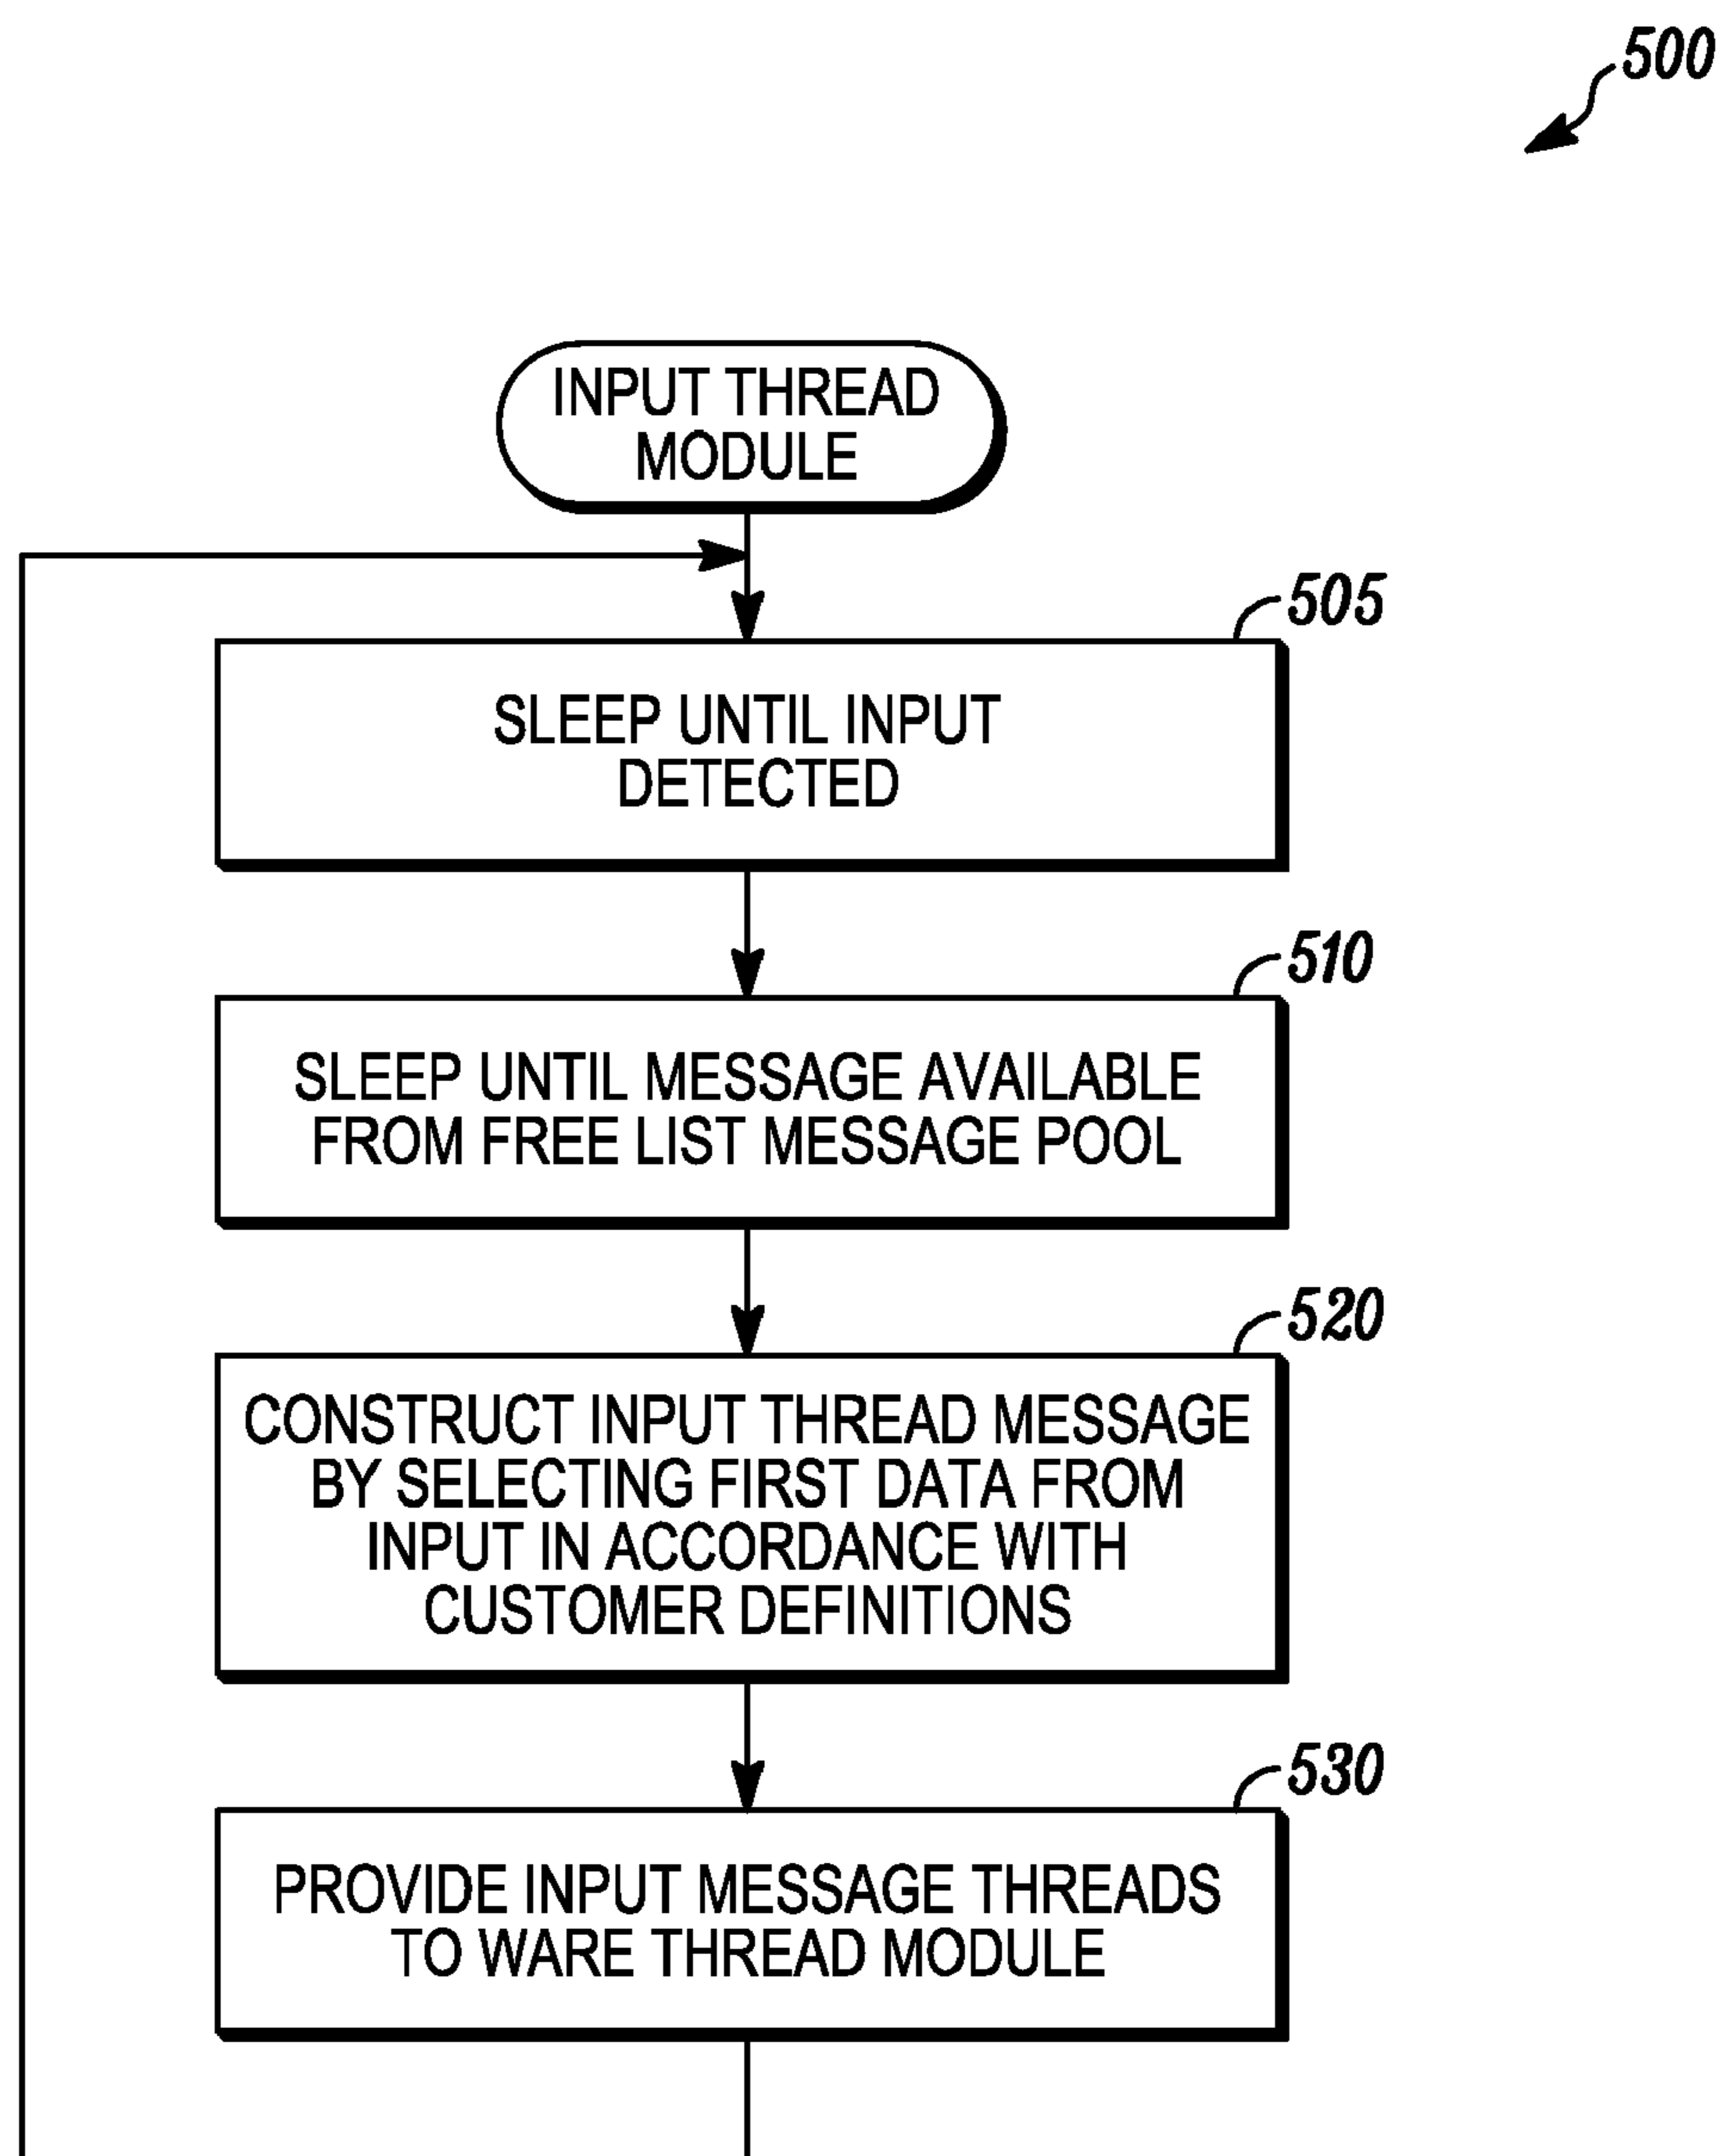 500
INPUT THREAD
MODULE
505
SLEEP UNTIL INPUT
DETECTED
510
SLEEP UNTIL MESSAGE AVAILABLE
FROM FREE LIST MESSAGE POOL
520
CONSTRUCT INPUT THREAD MESSAGE
BY SELECTING FIRST DATA FROM
INPUT IN ACCORDANCE WITH
CUSTOMER DEFINITIONS
530
PROVIDE INPUT MESSAGE THREADS
TO WARE THREAD MODULE